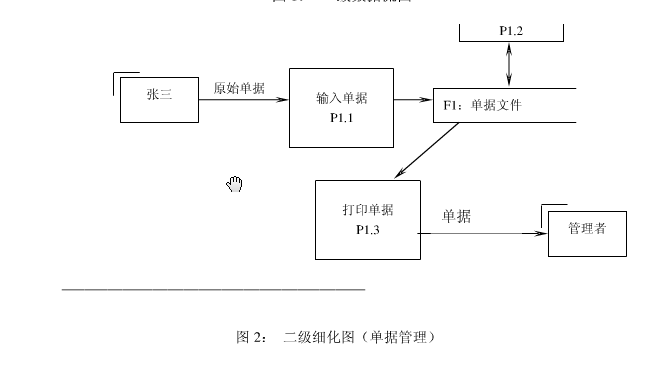 P1.2
张三
原始单据
输入单据
P1.1
F1：单据文件
打印单据
P1.3
单据
管理者
图 2： 二级细化图（单据管理）